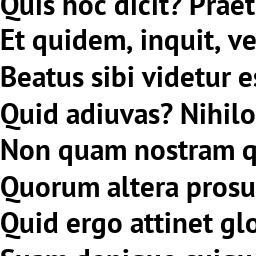 Quis hoc dicit? Praet
Et quidem, inquit, ve
Beatus sibi videtur es
Quid adiuvas? Nihilo
Non quam nostram q
Quorum altera prosu
Quid ergo attinet glo